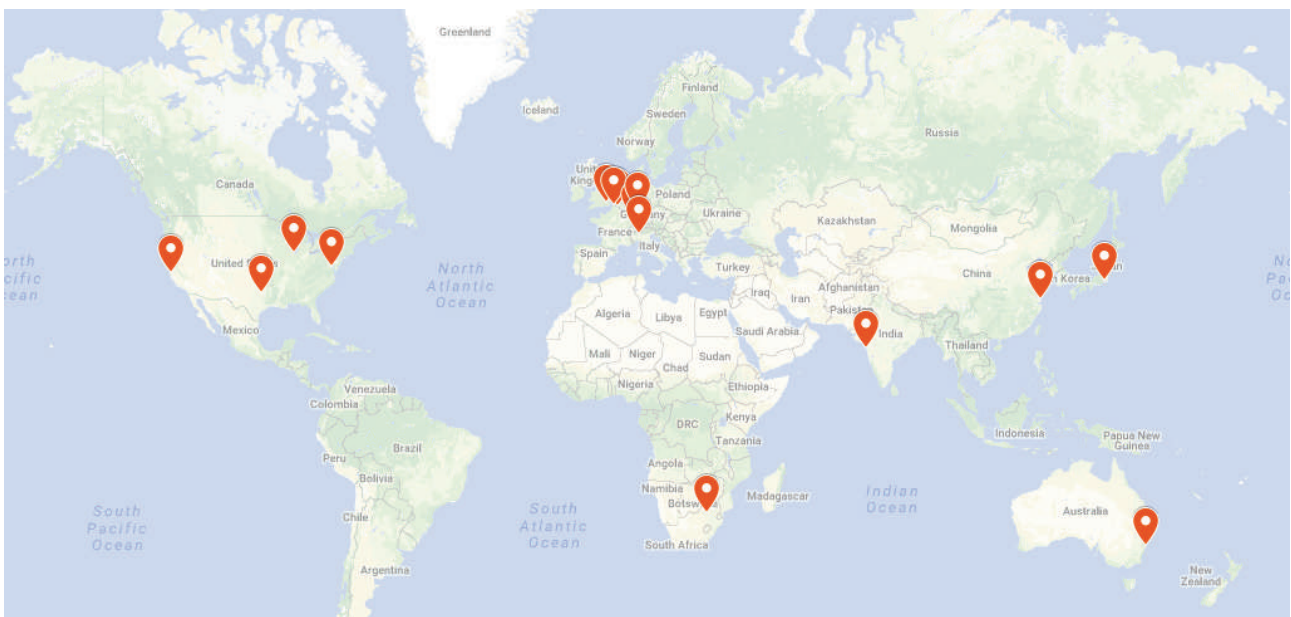 Greenland
Iceland
Finland
Sweden
Norway
Russia
Canada
Unit
King
Poland
Ukraine
France
Italy
Spain
Turkey
Kazakhstan
Mongolia
China
Korea
Afghanistan
Iraq
Iran
Pakistan
India
North
Atlantic
Ocean
Mexico
Algeria
Libya
Egypt
Saudi Arabia
Mali
Niger
Chad
Sudan
Nigeria
Ethiopia
Thailand
Venezuela
Colombia
DRC
Kenya
Tanzania
Indonesia
Papua New
Guinea
Brazil
Peru
Bolivia
Angola
Namibia
Madagascar
Indian
Ocean
South
Pacific
Ocean
Chile
South
Atlantic
Ocean
Australia
South Africa
Argentina
New
Zealand